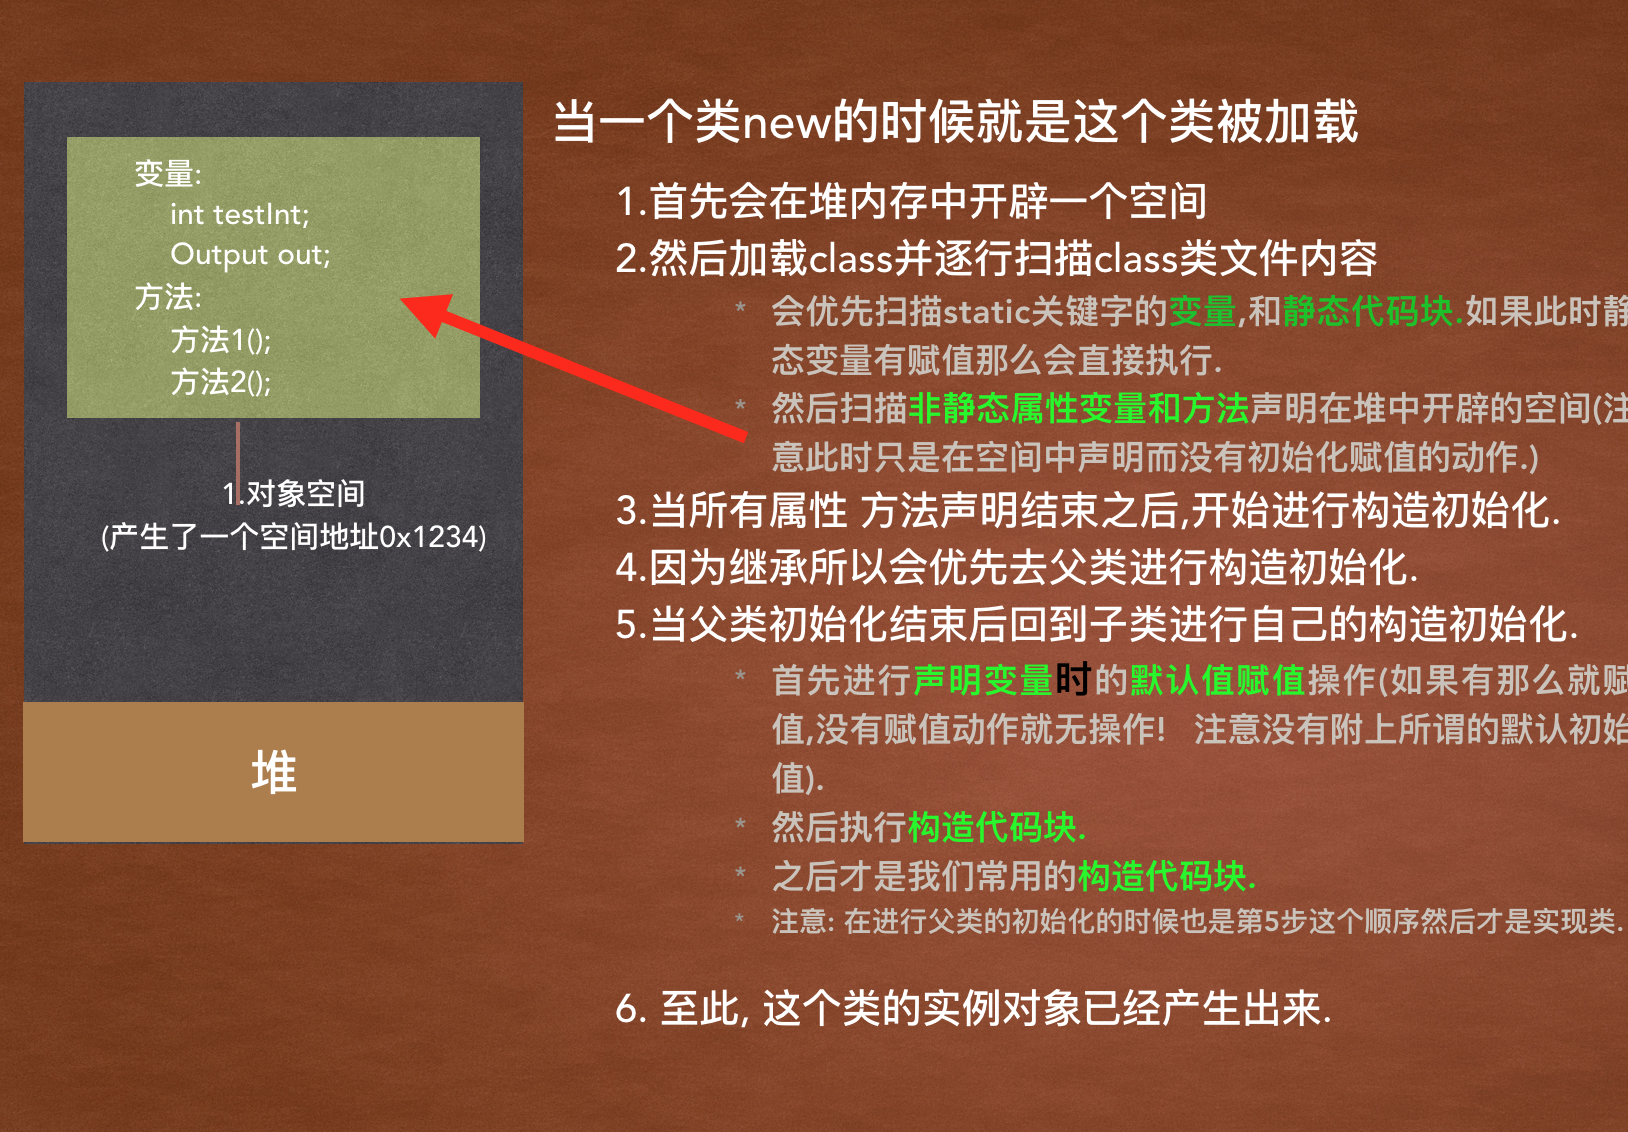 变量:
int testInt;
Output out;
方法:
方法1();
方法2();
1.对象空间
(产生了一个空间地址0x1234)
堆
当一个类new的时候就是这个类被加载
1.首先会在堆内存中开辟一个空间
2.然后加载class并逐行扫描class类文件内容
* 会优先扫描static关键字的变量,和静态代码块.如果此时静
态变量有赋值那么会直接执行.
* 然后扫描非静态属性变量和方法声明在堆中开辟的空间(注
意此时只是在空间中声明而没有初始化赋值的动作.)
3.当所有属性 方法声明结束之后,开始进行构造初始化.
4.因为继承所以会优先去父类进行构造初始化.
5.当父类初始化结束后回到子类进行自己的构造初始化.
* 首先进行声明变量时的默认值赋值操作(如果有那么就赋
值,没有赋值动作就无操作! 注意没有附上所谓的默认初始
值).
* 然后执行构造代码块.
* 之后才是我们常用的构造代码块.
* 注意: 在进行父类的初始化的时候也是第5步这个顺序然后才是实现类.
6. 至此, 这个类的实例对象已经产生出来.